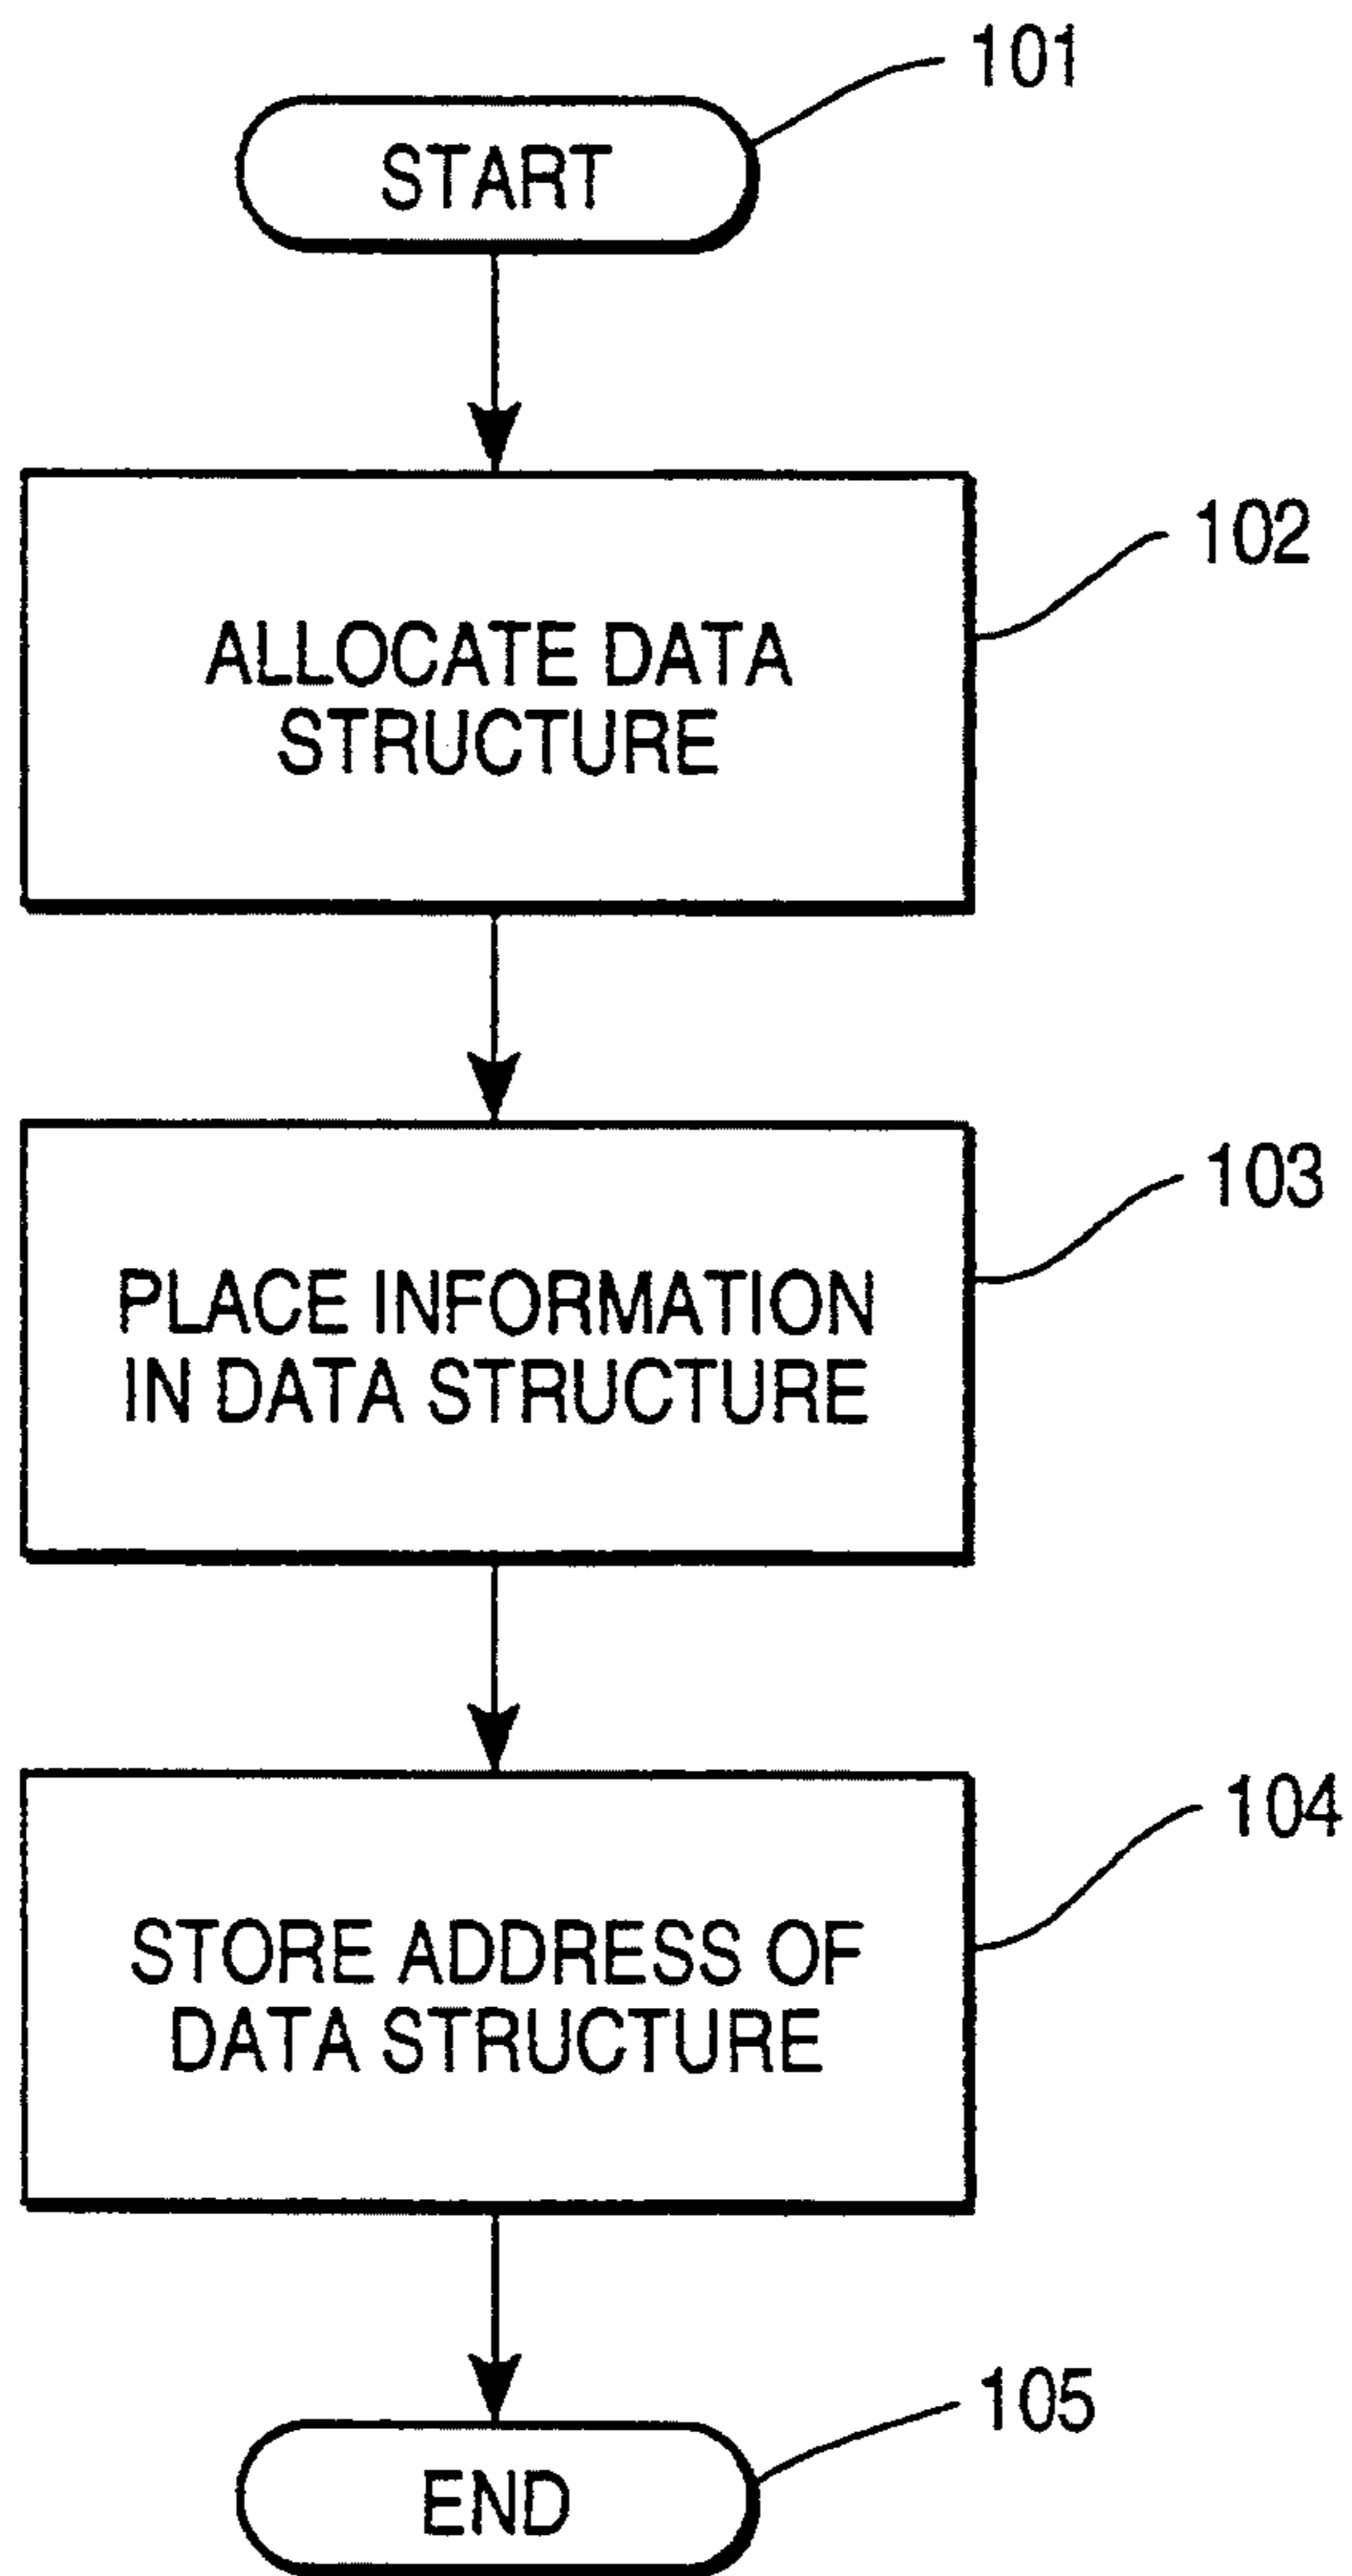 101
START
102
ALLOCATE DATA
STRUCTURE
103
PLACE INFORMATION
IN DATA STRUCTURE
104
STORE ADDRESS OF
DATA STRUCTURE
105
END